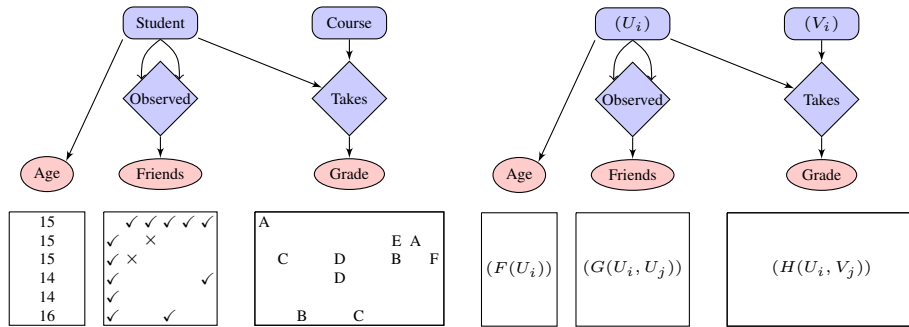 Student Course (U_i) (V_i)
Observed Takes Observed Takes
Age Friends Grade Age Friends Grade
15 ✓ ✓ ✓ ✓ ✓ A
15 ✓ × E A
15 ✓ × C D B F
14 ✓ ✓ D
14 ✓
16 ✓ ✓ B C
(F(U_i)) (G(U_i, U_j)) (H(U_i, V_j))